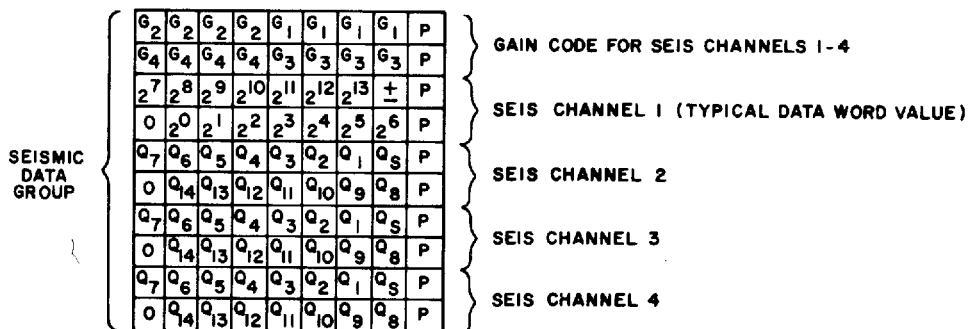 G2 G2 G2 G2 G1 G1 G1 G1 P
G4 G4 G4 G4 G3 G3 G3 G3 P
GAIN CODE FOR SEIS CHANNELS 1-4
2^7 2^8 2^9 2^10 2^11 2^12 2^13 ± P
0 2^0 2^1 2^2 2^3 2^4 2^5 2^6 P
SEIS CHANNEL 1 (TYPICAL DATA WORD VALUE)
SEISMIC
DATA
GROUP
Q7 Q6 Q5 Q4 Q3 Q2 Q1 QS P
0 Q14 Q13 Q12 Q11 Q10 Q9 Q8 P
SEIS CHANNEL 2
Q7 Q6 Q5 Q4 Q3 Q2 Q1 QS P
0 Q14 Q13 Q12 Q11 Q10 Q9 Q8 P
SEIS CHANNEL 3
Q7 Q6 Q5 Q4 Q3 Q2 Q1 QS P
0 Q14 Q13 Q12 Q11 Q10 Q9 Q8 P
SEIS CHANNEL 4